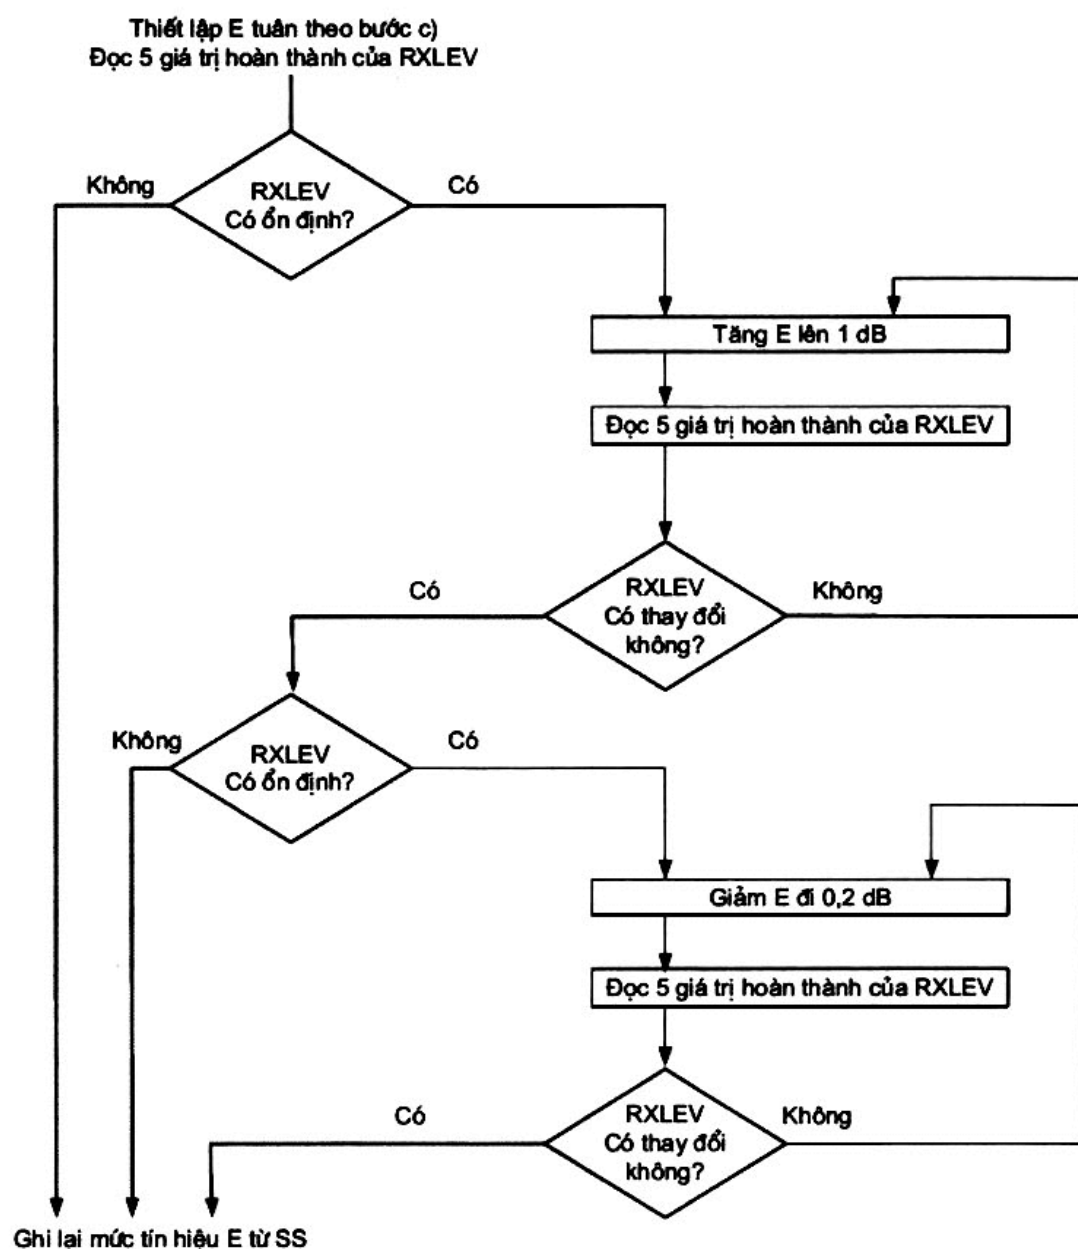 Thiết lập E tuân theo bước c)
Đọc 5 giá trị hoàn thành của RXLEV
Không
RXLEV
Có ổn định?
Có
Tăng E lên 1 dB
Đọc 5 giá trị hoàn thành của RXLEV
Có
RXLEV
Có thay đổi
không?
Không
Không
RXLEV
Có ổn định?
Có
Giảm E đi 0,2 dB
Đọc 5 giá trị hoàn thành của RXLEV
Có
RXLEV
Có thay đổi
không?
Không
Ghi lại mức tín hiệu E từ SS